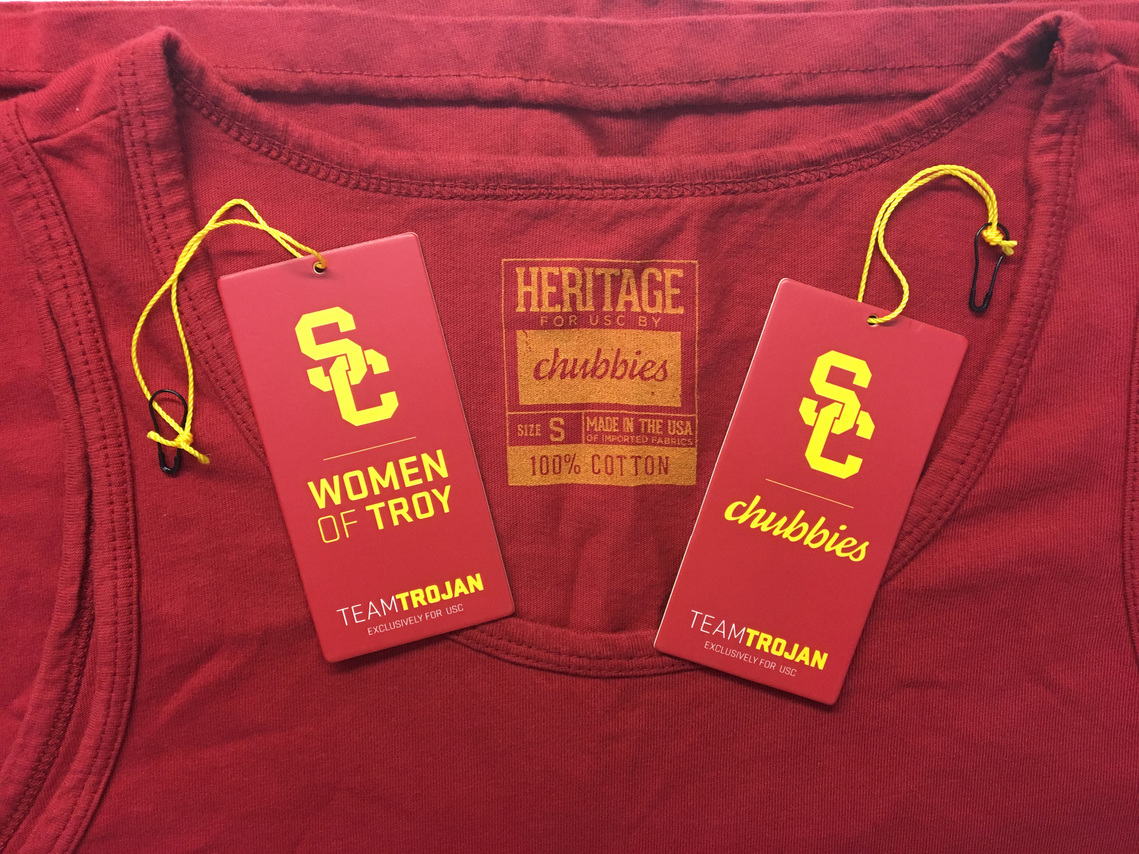 SC
WOMEN
OF TROY
TEAMTROJAN
EXCLUSIVELY FOR USC
HERITAGE
FOR USC BY
chubbies
SIZE S
MADE IN THE USA
OF IMPORTED FABRICS
100% COTTON
SC
chubbies
TEAMTROJAN
EXCLUSIVELY FOR USC